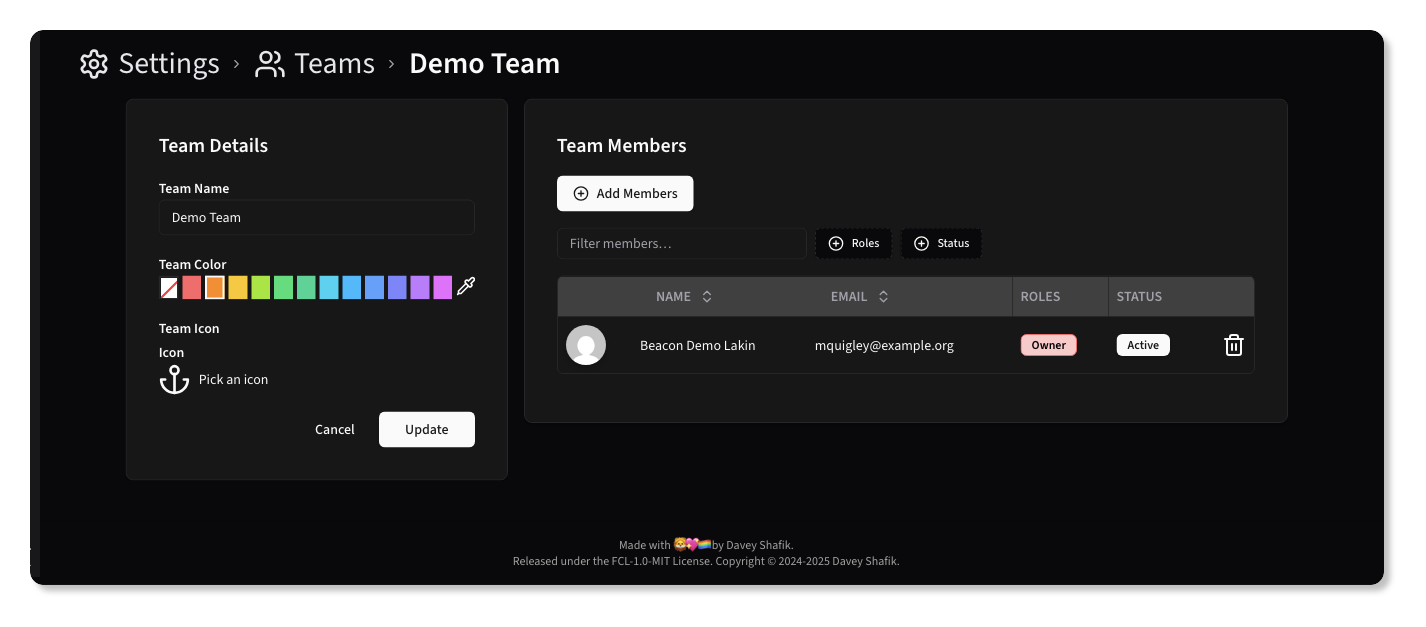 Settings › Teams › Demo Team
Team Details
Team Name
Demo Team
Team Color
Team Icon
Icon
Pick an icon
Cancel Update
Team Members
Add Members
Filter members... Roles Status
NAME EMAIL ROLES STATUS
Beacon Demo Lakin mquigley@example.org Owner Active
Made with 🦁💖🏳️‍🌈by Davey Shafik.
Released under the FCL-1.0-MIT License. Copyright © 2024-2025 Davey Shafik.